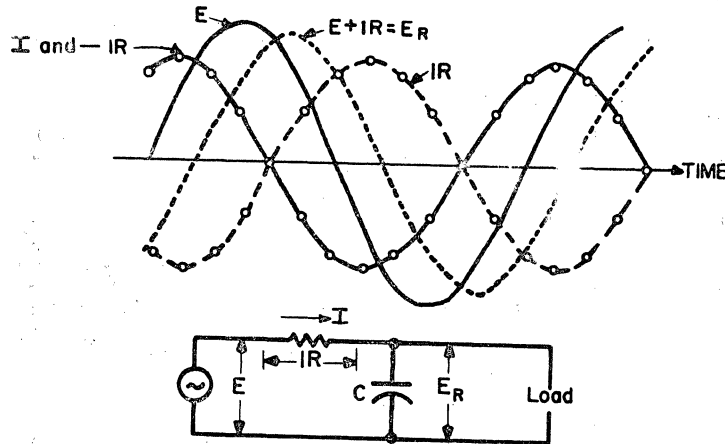 E
E+IR=E_R
I and — IR
IR
TIME
I
IR
E
C
E_R
Load